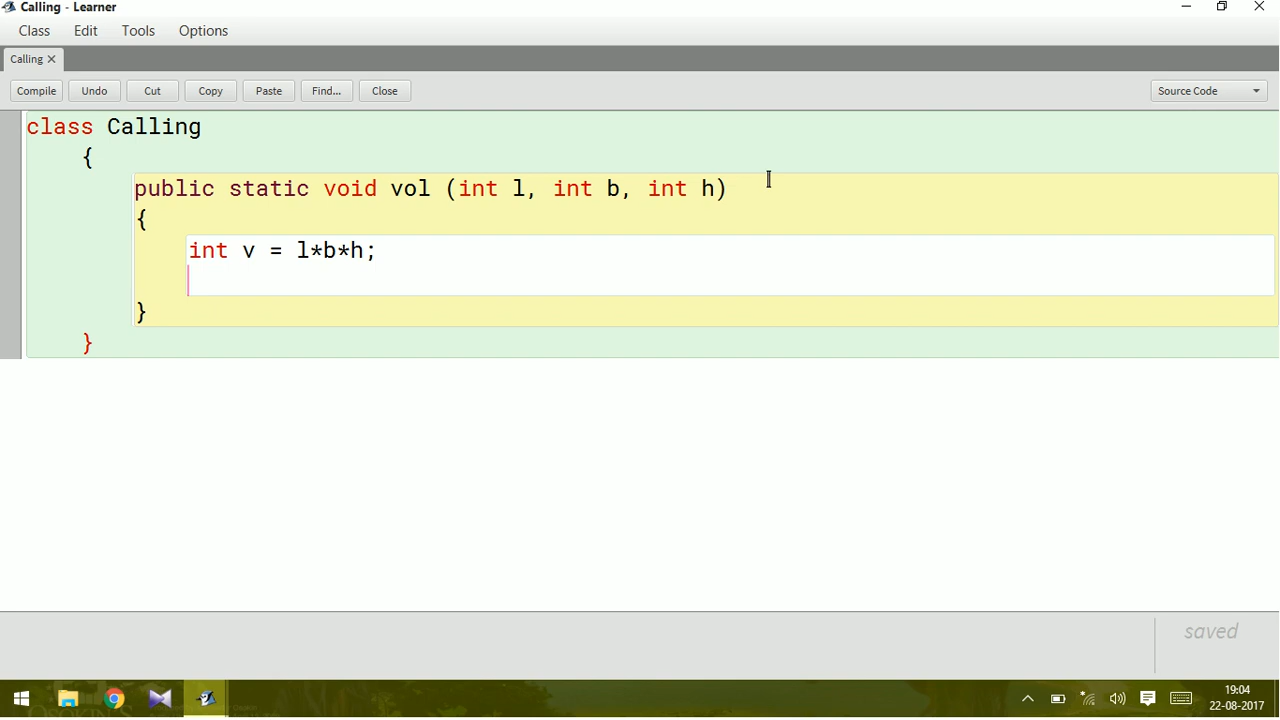 Calling - Learner
Class Edit Tools Options
Calling
Compile Undo Cut Copy Paste Find... Close Source Code
class Calling
{
public static void vol (int l, int b, int h)
{
int v = l*b*h;
}
}
saved
19:04
22-08-2017